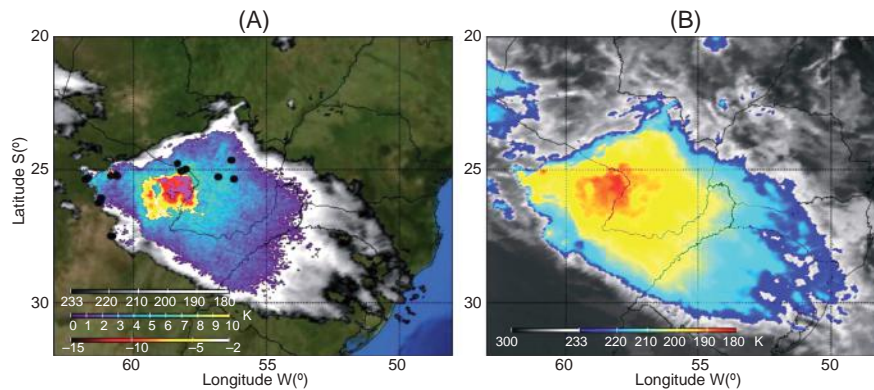 (A)
(B)
20
25
30
Latitude S(º)
233 220 210 200 190 180
0 1 2 3 4 5 6 7 8 9 10 K
−15 −10 −5 −2
60 55 50
Longitude W(º)
20
25
30
300 233 220 210 200 190 180 K
60 55 50
Longitude W(º)